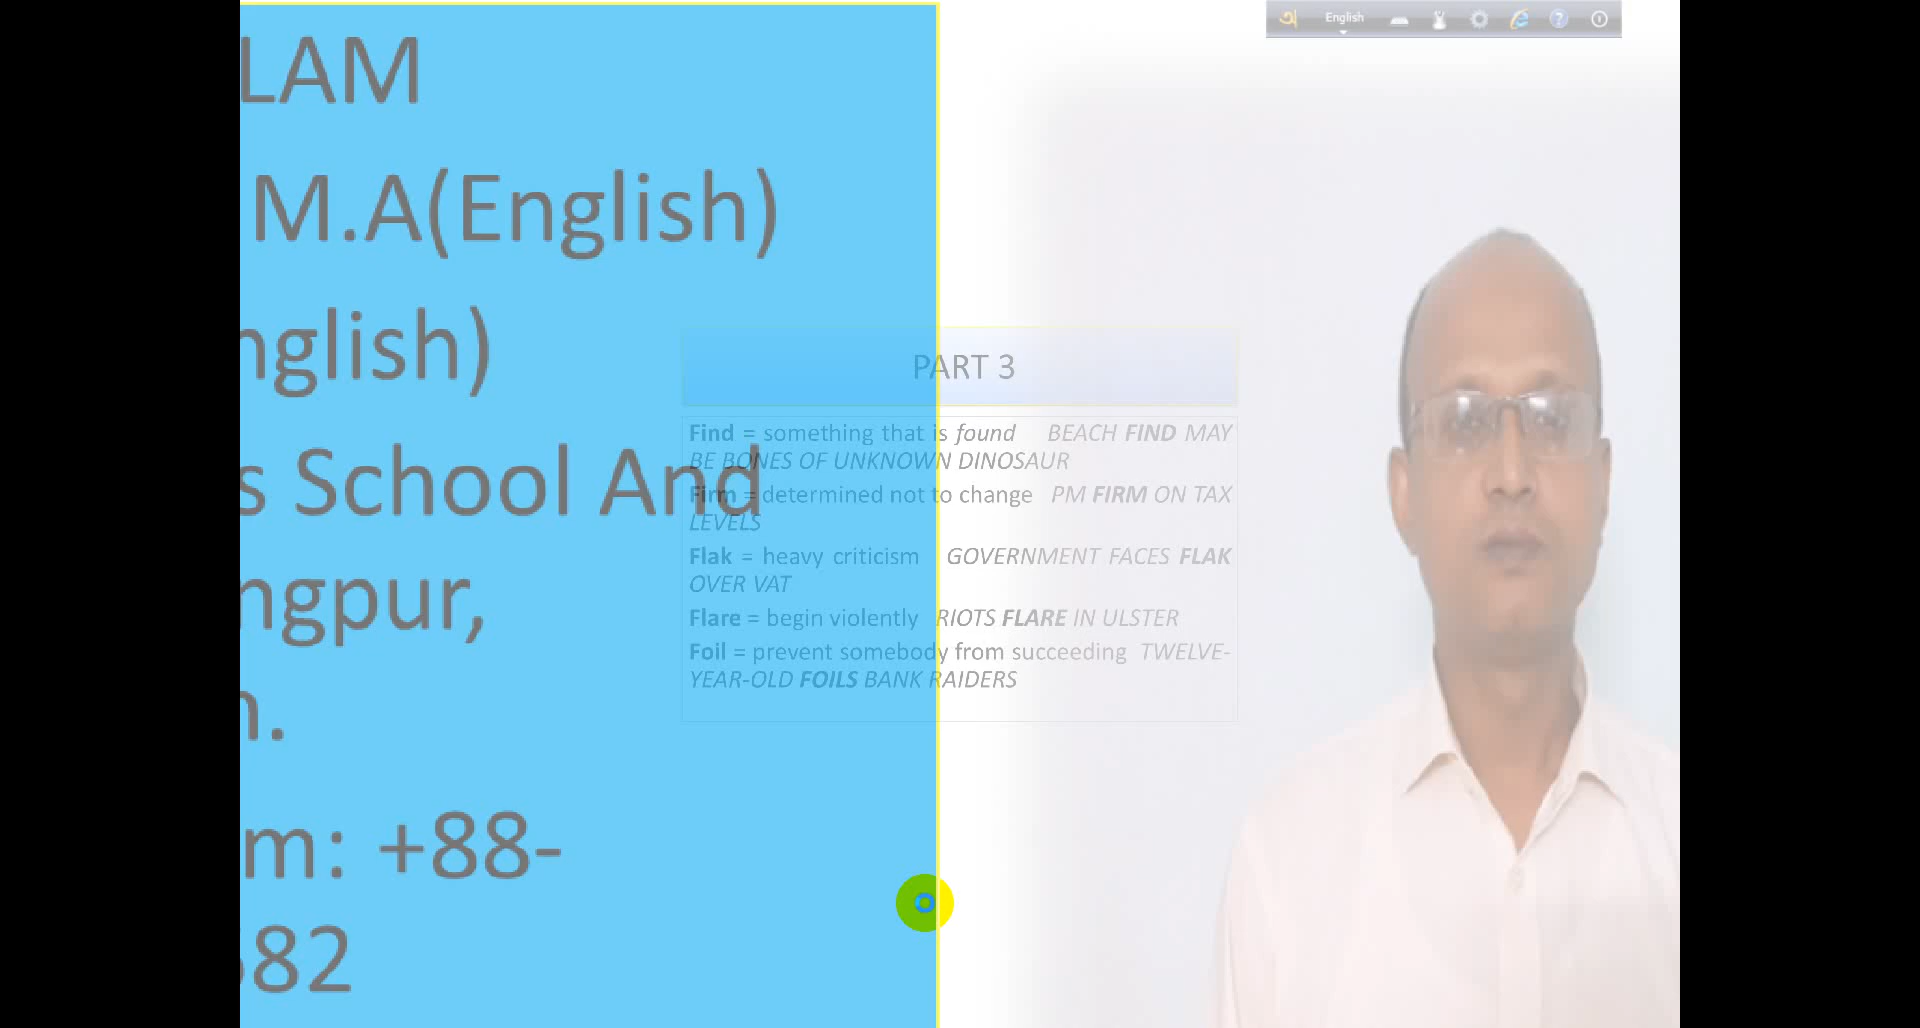 English
LAM
M.A(English)
nglish)
s School And
ngpur,
n.
m: +88-
682
PART 3
Find = something that is found BEACH FIND MAY
BE BONES OF UNKNOWN DINOSAUR
Firm = determined not to change PM FIRM ON TAX
LEVELS
Flak = heavy criticism GOVERNMENT FACES FLAK
OVER VAT
Flare = begin violently RIOTS FLARE IN ULSTER
Foil = prevent somebody from succeeding TWELVE-
YEAR-OLD FOILS BANK RAIDERS